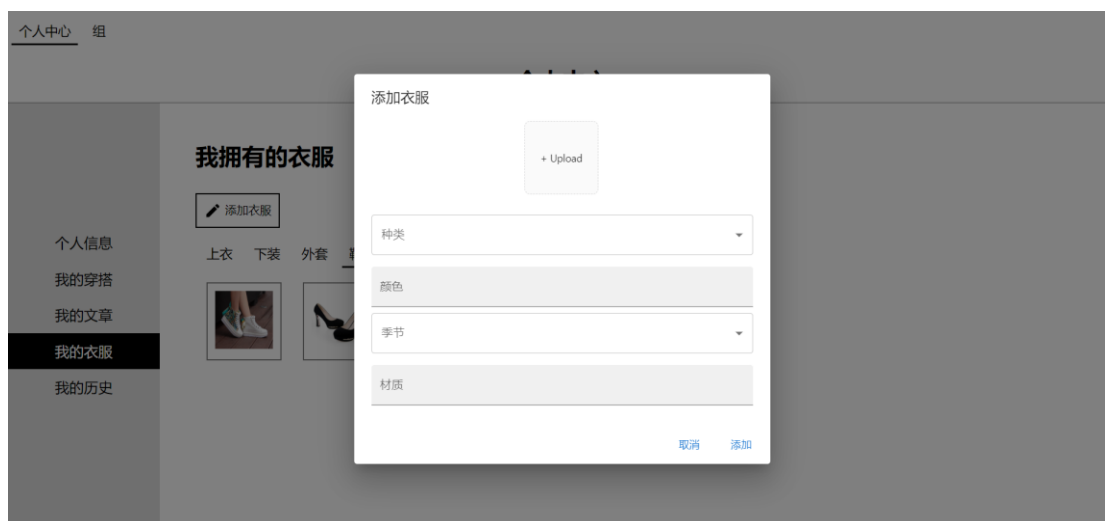 个人中心 组
添加衣服
+ Upload
我拥有的衣服
添加衣服
种类
个人信息
上衣 下装 外套
颜色
我的穿搭
我的文章
季节
我的衣服
材质
我的历史
取消 添加